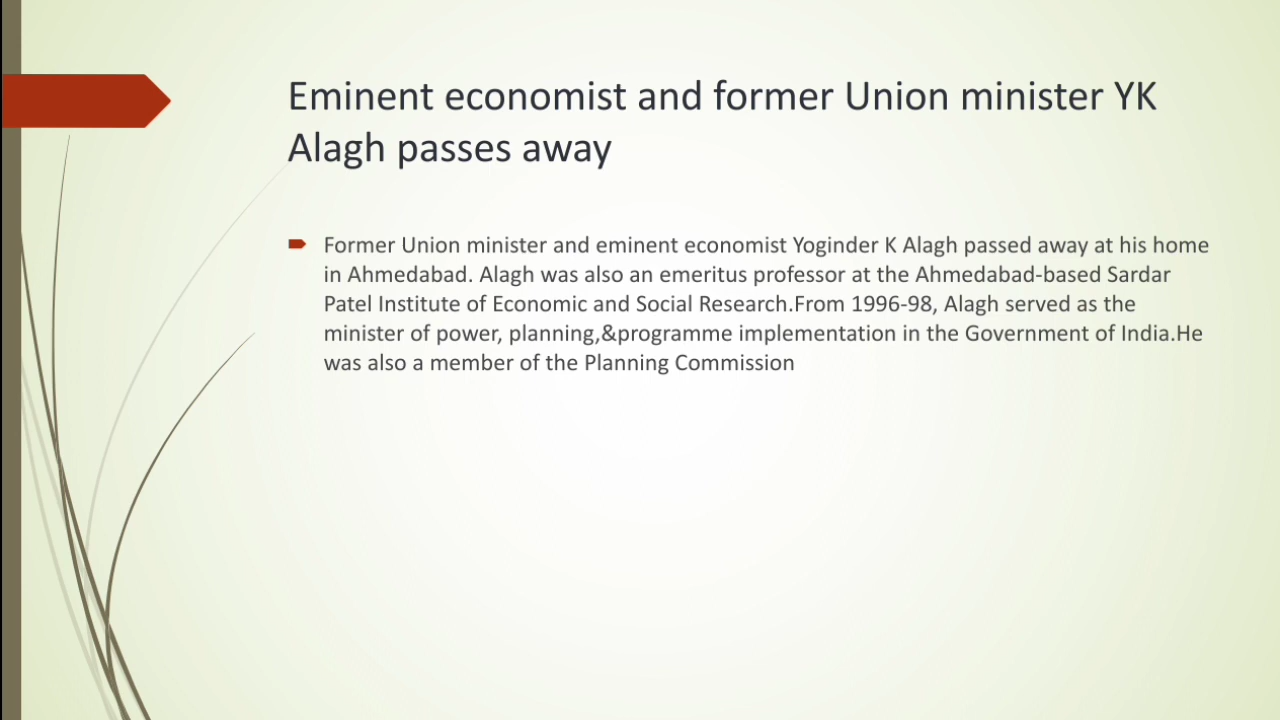 Eminent economist and former Union minister YK
Alagh passes away
Former Union minister and eminent economist Yoginder K Alagh passed away at his home
in Ahmedabad. Alagh was also an emeritus professor at the Ahmedabad-based Sardar
Patel Institute of Economic and Social Research.From 1996-98, Alagh served as the
minister of power, planning,&programme implementation in the Government of India.He
was also a member of the Planning Commission